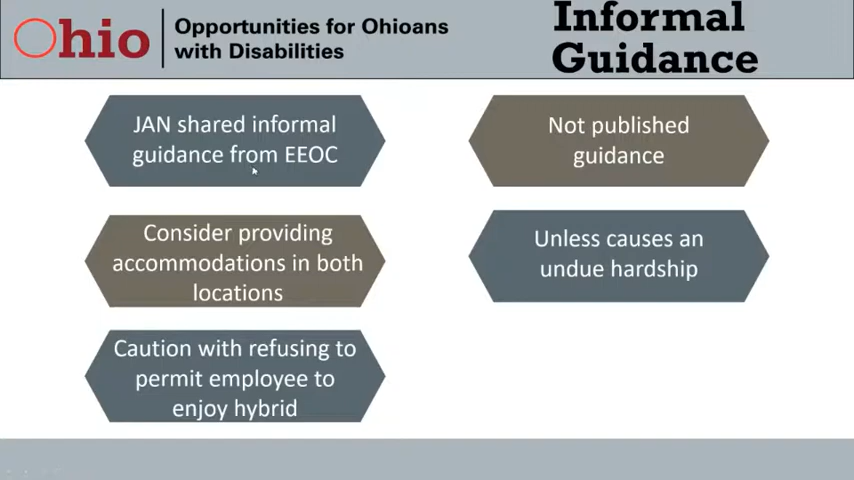 Ohio
Opportunities for Ohioans
with Disabilities
Informal
Guidance
JAN shared informal
guidance from EEOC
Not published
guidance
Consider providing
accommodations in both
locations
Unless causes an
undue hardship
Caution with refusing to
permit employee to
enjoy hybrid